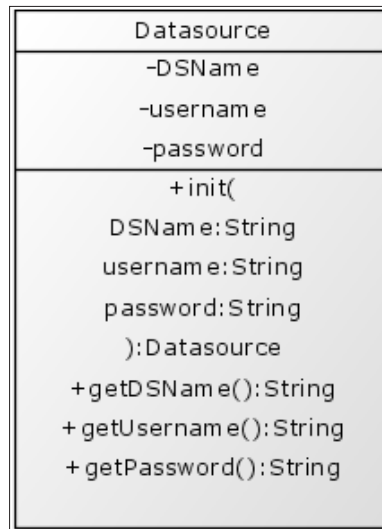 Datasource
-DSName
-username
-password
+init(
DSName:String
username:String
password:String
):Datasource
+getDSName():String
+getUsername():String
+getPassword():String